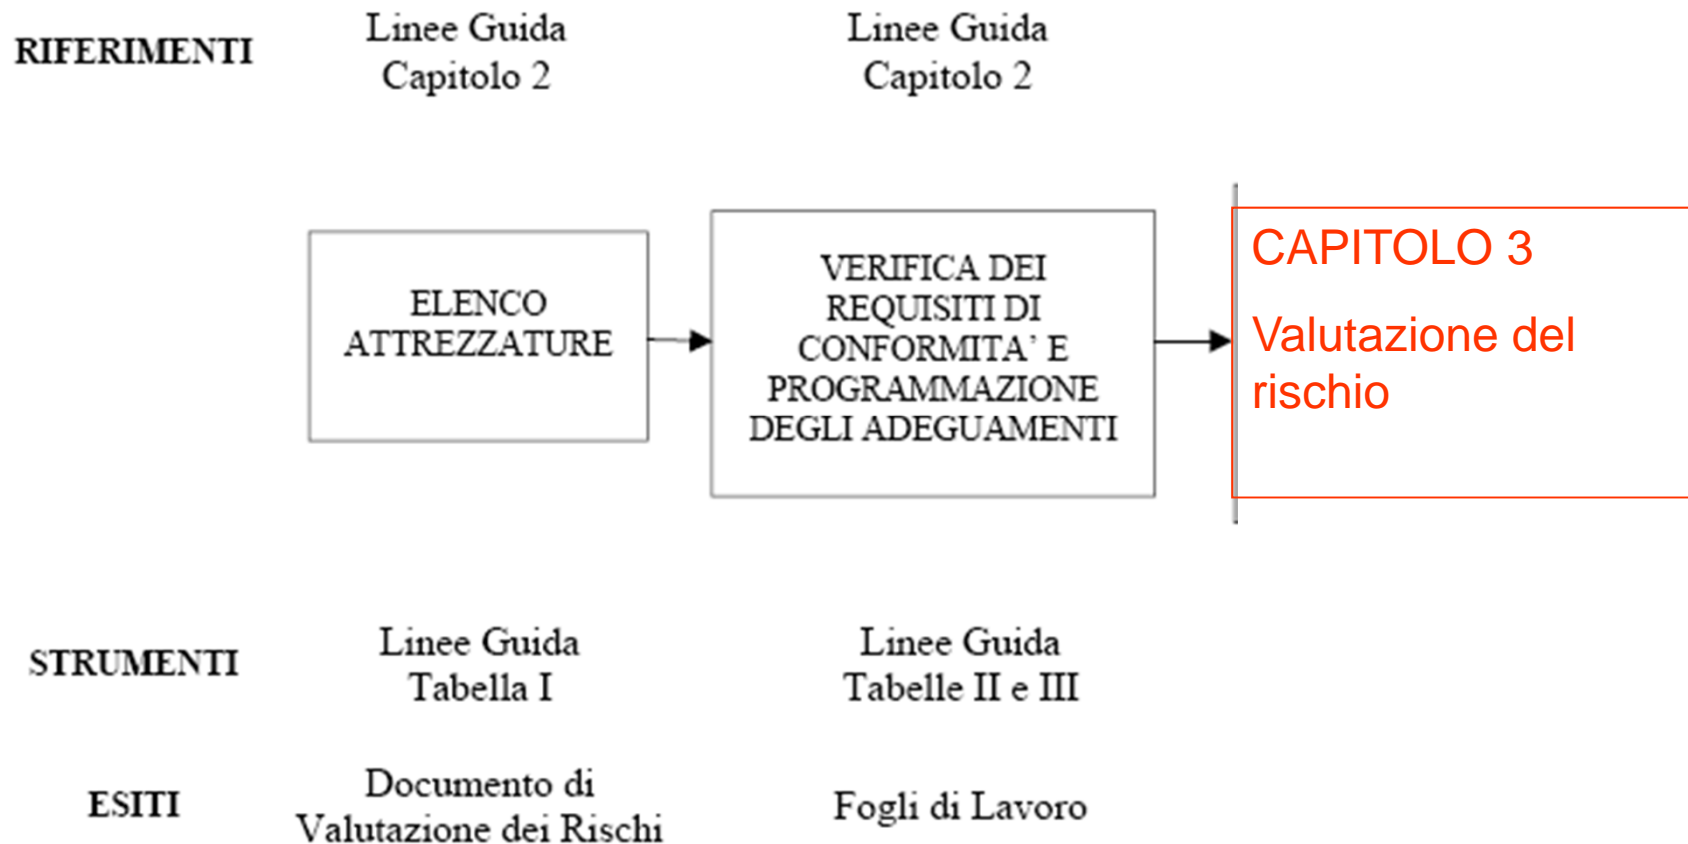 RIFERIMENTI
Linee Guida
Capitolo 2
Linee Guida
Capitolo 2
ELENCO
ATTREZZATURE
VERIFICA DEI
REQUISITI DI
CONFORMITA' E
PROGRAMMAZIONE
DEGLI ADEGUAMENTI
CAPITOLO 3
Valutazione del
rischio
STRUMENTI
Linee Guida
Tabella I
Linee Guida
Tabelle II e III
ESITI
Documento di
Valutazione dei Rischi
Fogli di Lavoro